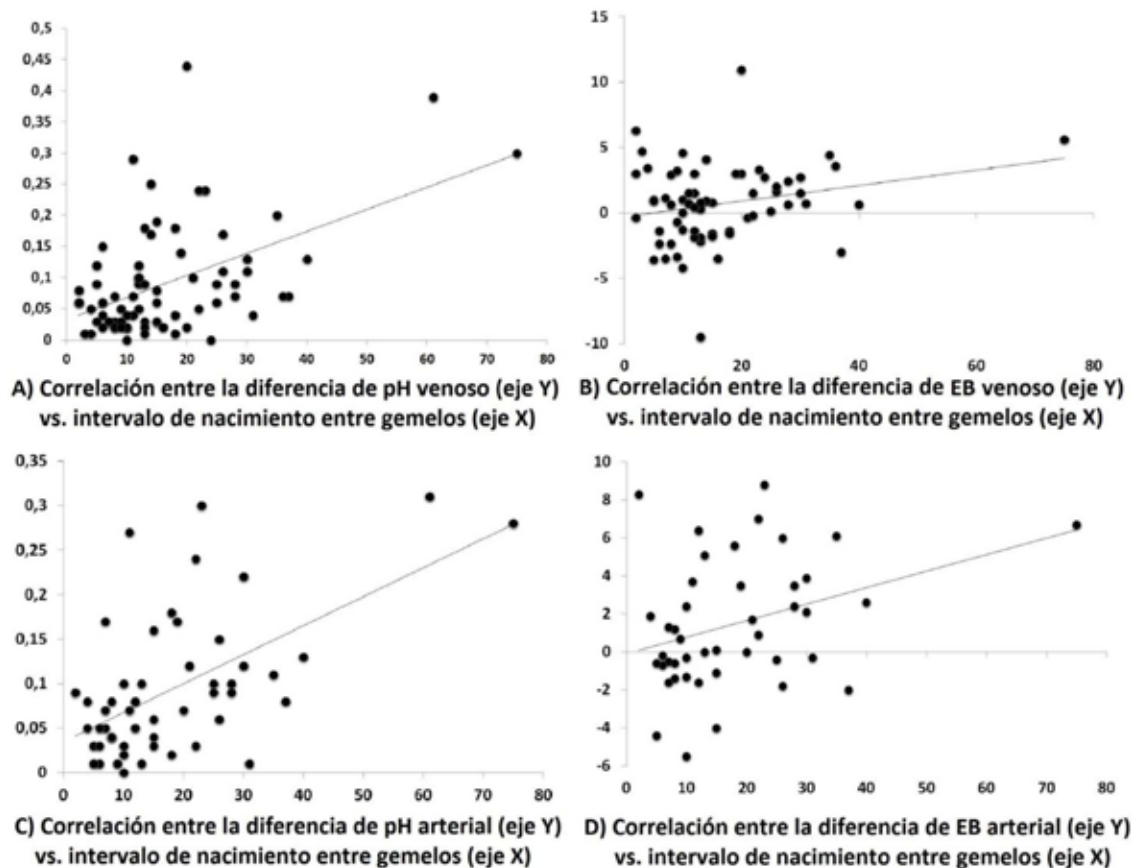 0,5
0,45
0,4
0,35
0,3
0,25
0,2
0,15
0,1
0,05
0
0 10 20 30 40 50 60 70 80
A) Correlación entre la diferencia de pH venoso (eje Y)
vs. intervalo de nacimiento entre gemelos (eje X)
15
10
5
0
-5
-10
0 20 40 60 80
B) Correlación entre la diferencia de EB venoso (eje Y)
vs. intervalo de nacimiento entre gemelos (eje X)
0,35
0,3
0,25
0,2
0,15
0,1
0,05
0
0 10 20 30 40 50 60 70 80
C) Correlación entre la diferencia de pH arterial (eje Y)
vs. intervalo de nacimiento entre gemelos (eje X)
10
8
6
4
2
0
-2
-4
-6
0 10 20 30 40 50 60 70 80
D) Correlación entre la diferencia de EB arterial (eje Y)
vs. intervalo de nacimiento entre gemelos (eje X)